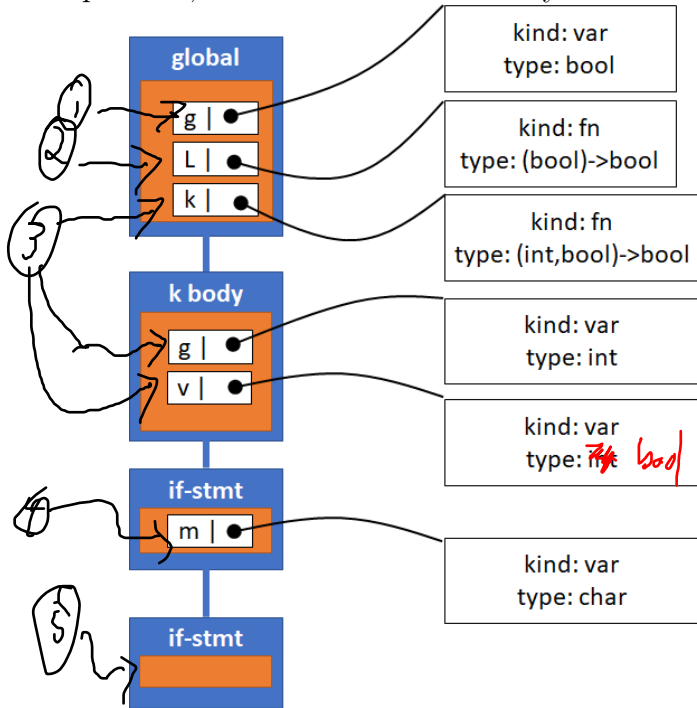 global
kind: var
type: bool
1
g |
2
L |
kind: fn
type: (bool)->bool
k |
3
kind: fn
type: (int,bool)->bool
k body
g |
kind: var
type: int
v |
kind: var
type: int bool
if-stmt
4
m |
kind: var
type: char
5
if-stmt